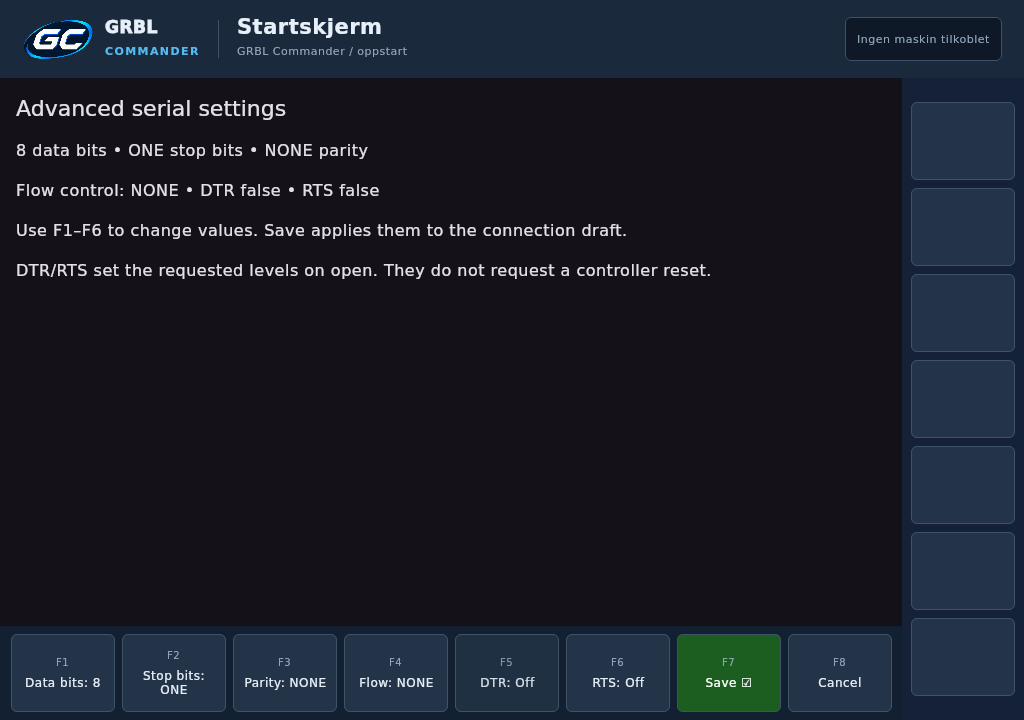 GC
GRBL
COMMANDER
Startskjerm
GRBL Commander / oppstart
Ingen maskin tilkoblet
Advanced serial settings
8 data bits • ONE stop bits • NONE parity
Flow control: NONE • DTR false • RTS false
Use F1–F6 to change values. Save applies them to the connection draft.
DTR/RTS set the requested levels on open. They do not request a controller reset.
F1
Data bits: 8
F2
Stop bits:
ONE
F3
Parity: NONE
F4
Flow: NONE
F5
DTR: Off
F6
RTS: Off
F7
Save ☑
F8
Cancel